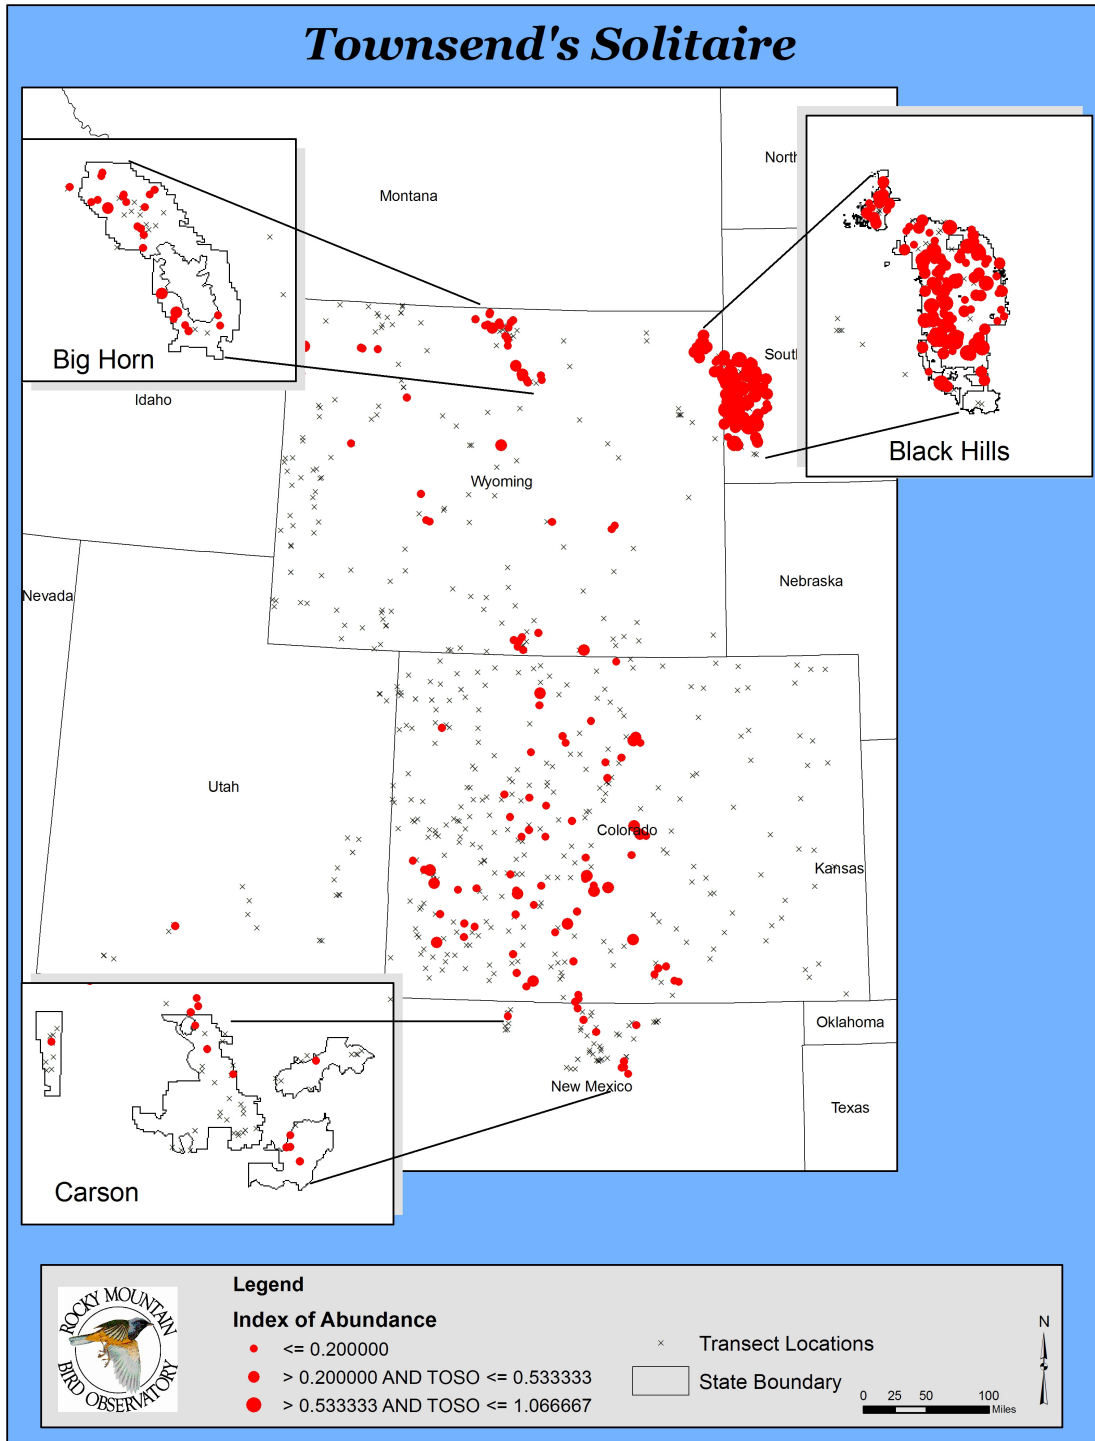 Townsend's Solitaire
North
Montana
Big Horn
South
Idaho
Black Hills
Wyoming
Nebraska
Nevada
Utah
Colorado
Kansas
Oklahoma
New Mexico
Texas
Carson
Legend
Index of Abundance
<= 0.200000
> 0.200000 AND TOSO <= 0.533333
> 0.533333 AND TOSO <= 1.066667
Transect Locations
State Boundary
N
0 25 50 100
Miles
ROCKY MOUNTAIN
BIRD OBSERVATORY